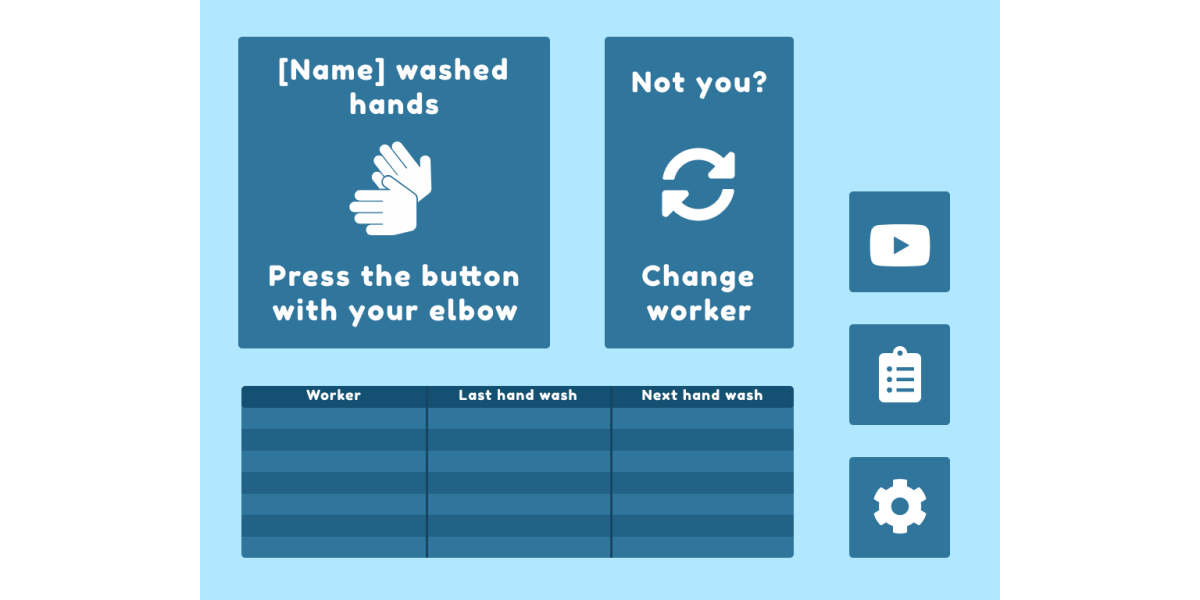 [Name] washed
hands
Press the button
with your elbow
Not you?
Change
worker
Worker
Last hand wash
Next hand wash